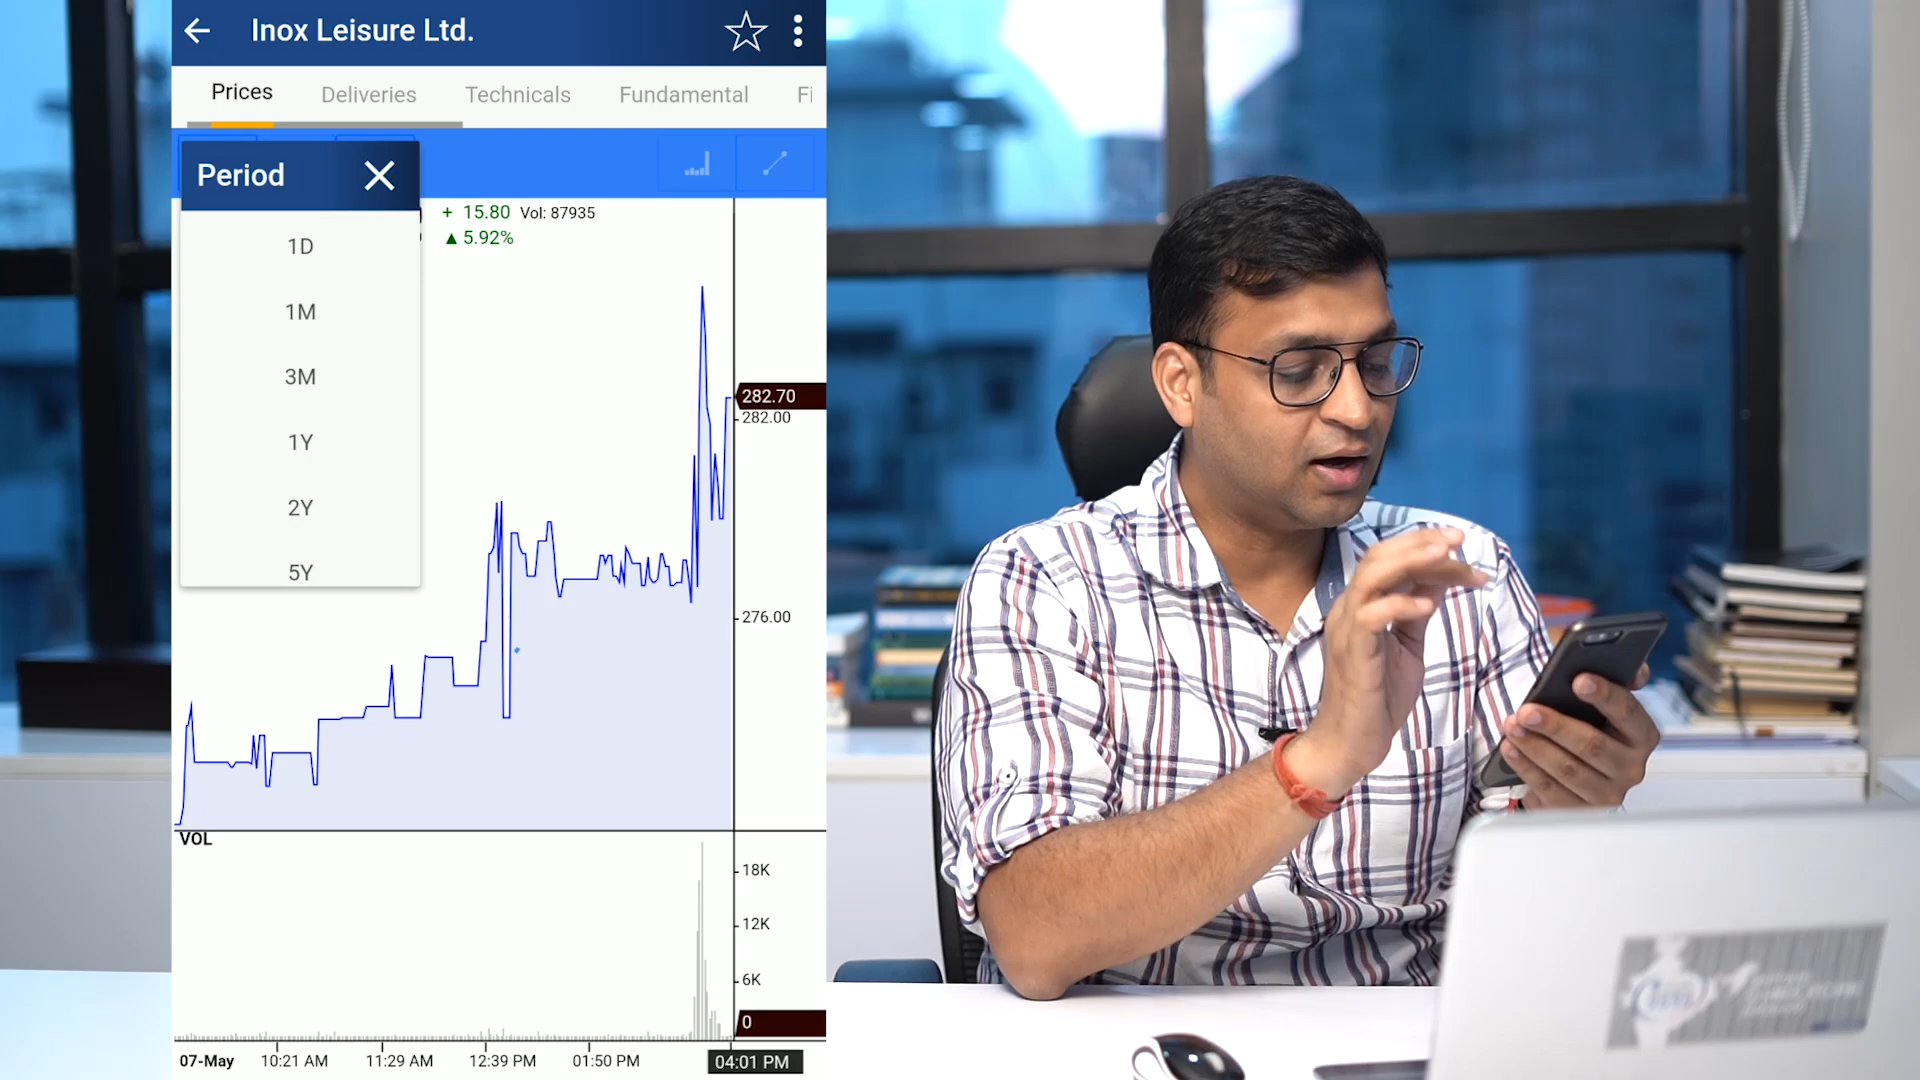 Inox Leisure Ltd.
Prices Deliveries Technicals Fundamental Fi
Period
1D
1M
3M
1Y
2Y
5Y
+ 15.80 Vol: 87935
▲ 5.92%
282.70
282.00
276.00
VOL
18K
12K
6K
0
07-May 10:21 AM 11:29 AM 12:39 PM 01:50 PM 04:01 PM